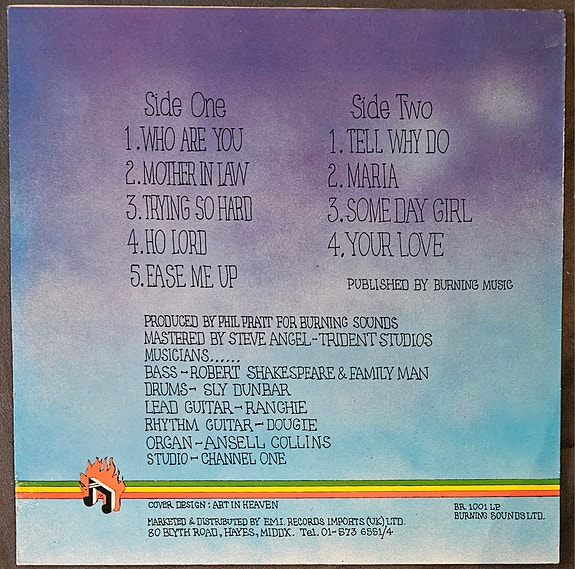 Side One
1. WHO ARE YOU
2. MOTHER IN LAW
3. TRYING SO HARD
4. HO LORD
5. EASE ME UP
Side Two
1. TELL WHY DO
2. MARIA
3. SOME DAY GIRL
4. YOUR LOVE
PUBLISHED BY BURNING MUSIC
PRODUCED BY PHIL PRATT FOR BURNING SOUNDS
MASTERED BY STEVE ANGEL-TRIDENT STUDIOS
MUSICIANS......
BASS - ROBERT SHAKESPEARE & FAMILY MAN
DRUMS - SLY DUNBAR
LEAD GUITAR - RANGHIE
RHYTHM GUITAR - DOUGIE
ORGAN - ANSELL COLLINS
STUDIO - CHANNEL ONE
COVER DESIGN : ART IN HEAVEN
MARKETED & DISTRIBUTED BY E.M.I. RECORDS IMPORTS (UK) LTD.
80 BLYTH ROAD, HAYES, MIDDX. Tel. 01-573 6551/4
BR 1001 LP
BURNING SOUNDS LTD.